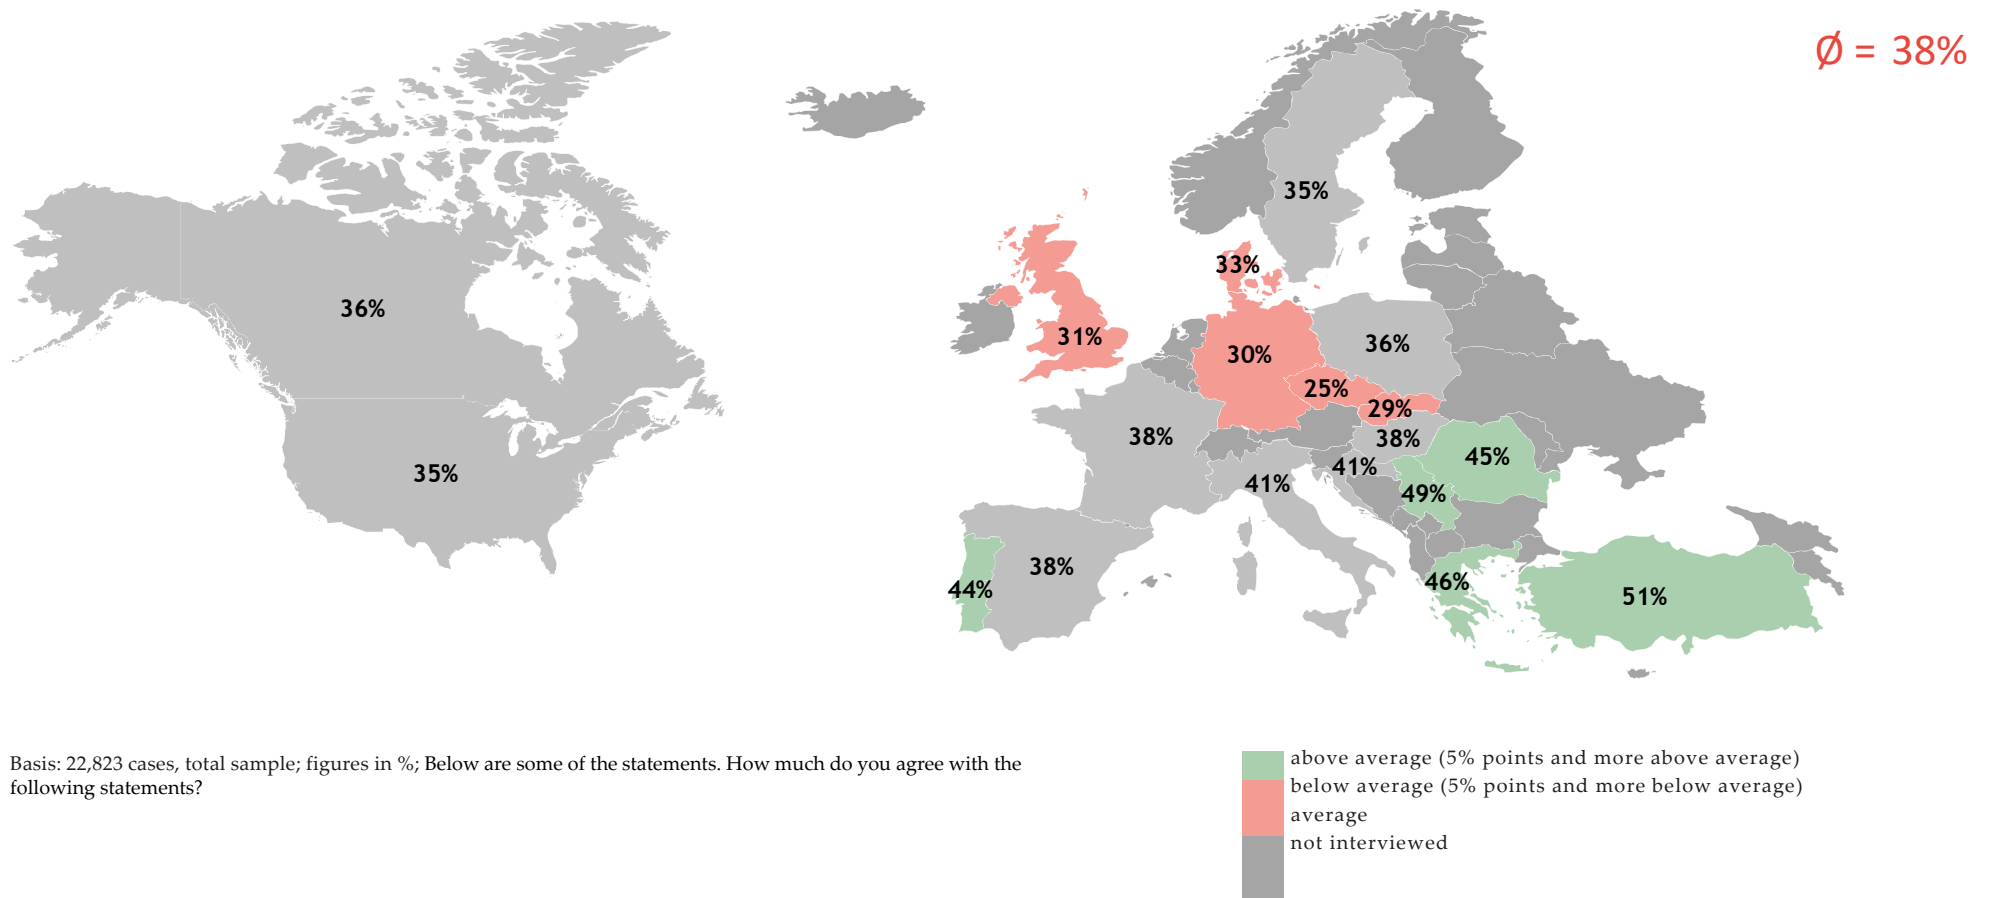 Ø = 38%
35%
33%
36%
31%
36%
30%
25%
29%
38%
38%
45%
41%
35%
41%
49%
38%
46%
44%
51%
Basis: 22,823 cases, total sample; figures in %; Below are some of the statements. How much do you agree with the
following statements?
above average (5% points and more above average)
below average (5% points and more below average)
average
not interviewed